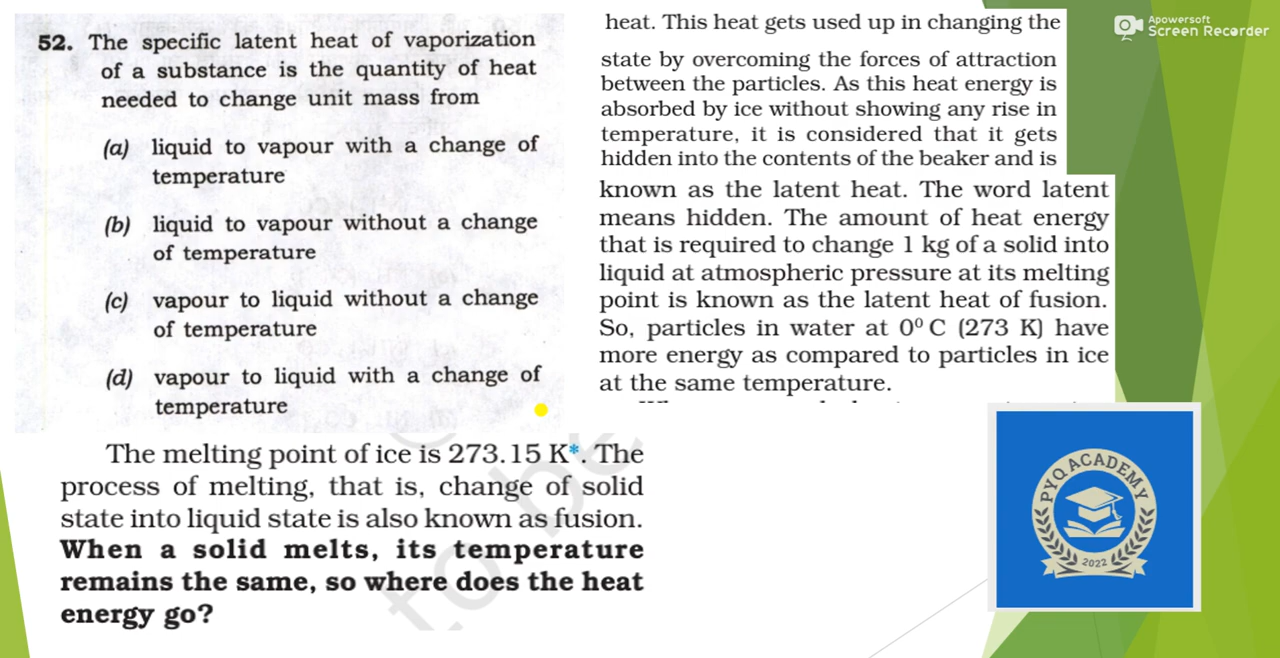 52. The specific latent heat of vaporization
of a substance is the quantity of heat
needed to change unit mass from
(a) liquid to vapour with a change of
temperature
(b) liquid to vapour without a change
of temperature
(c) vapour to liquid without a change
of temperature
(d) vapour to liquid with a change of
temperature
The melting point of ice is 273.15 K*. The
process of melting, that is, change of solid
state into liquid state is also known as fusion.
When a solid melts, its temperature
remains the same, so where does the heat
energy go?
heat. This heat gets used up in changing the
state by overcoming the forces of attraction
between the particles. As this heat energy is
absorbed by ice without showing any rise in
temperature, it is considered that it gets
hidden into the contents of the beaker and is
known as the latent heat. The word latent
means hidden. The amount of heat energy
that is required to change 1 kg of a solid into
liquid at atmospheric pressure at its melting
point is known as the latent heat of fusion.
So, particles in water at 0⁰ C (273 K) have
more energy as compared to particles in ice
at the same temperature.
Apowersoft
Screen Recorder
PYQ ACADEMY
2022
to be